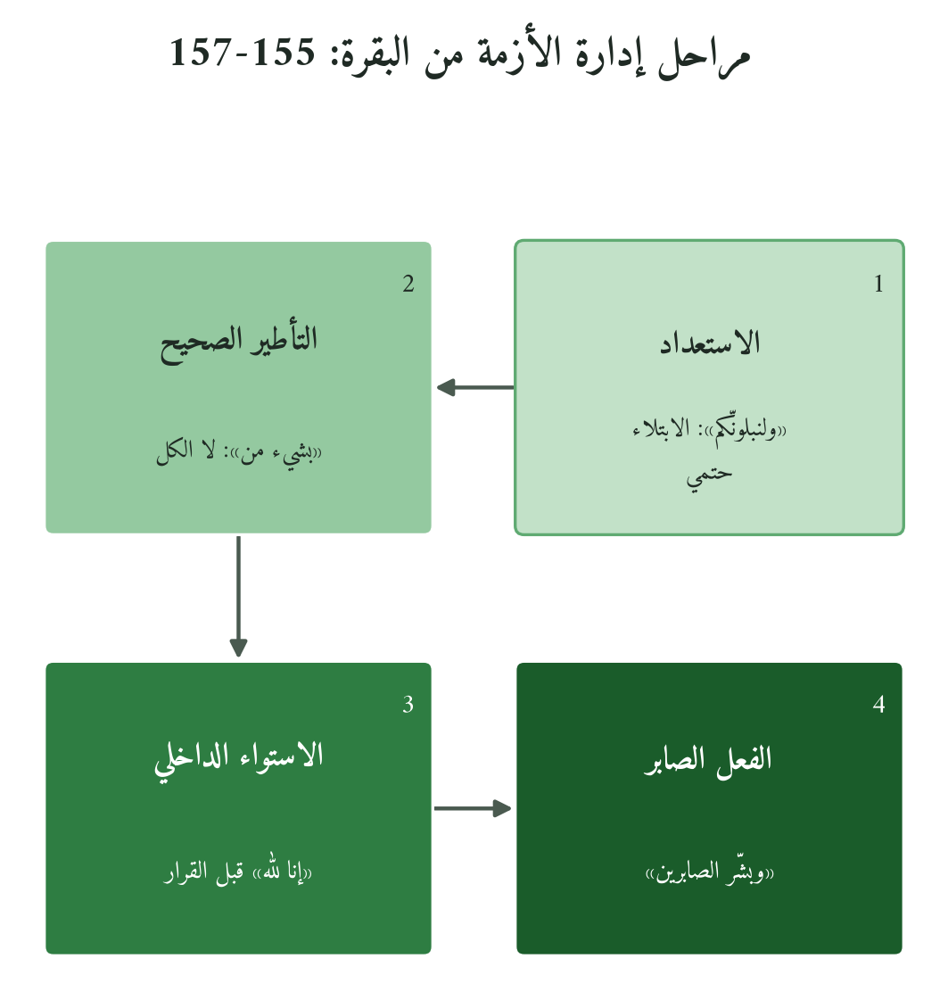 مراحل إدارة الأزمة من البقرة: 155-157
1
الاستعداد
«ولنبلونّكم»: الابتلاء
حتمي
2
التأطير الصحيح
«بشيء من»: لا الكل
3
الاستواء الداخلي
«إنا لله» قبل القرار
4
الفعل الصابر
«وبشّر الصابرين»